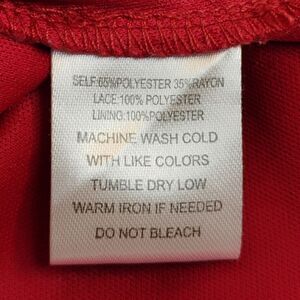 SELF:65%POLYESTER 35%RAYON
LACE:100% POLYESTER
LINING:100%POLYESTER
MACHINE WASH COLD
WITH LIKE COLORS
TUMBLE DRY LOW
WARM IRON IF NEEDED
DO NOT BLEACH